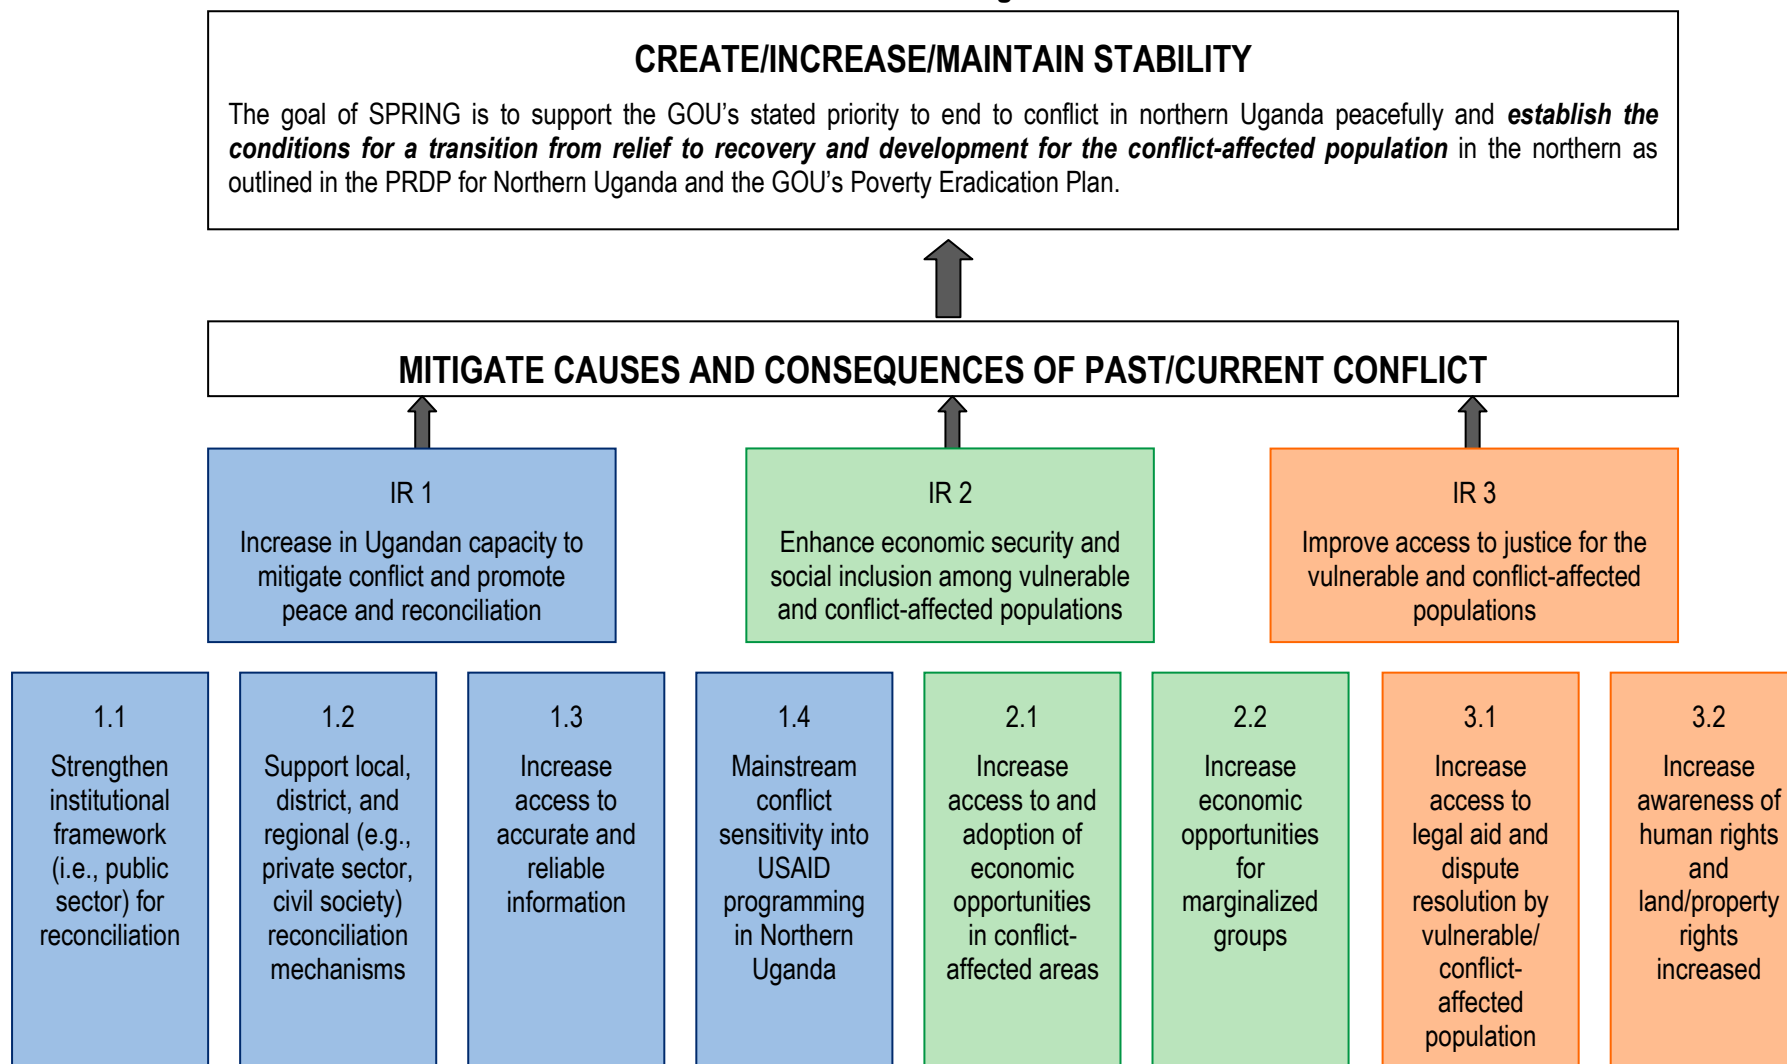 CREATE/INCREASE/MAINTAIN STABILITY
The goal of SPRING is to support the GOU's stated priority to end to conflict in northern Uganda peacefully and establish the
conditions for a transition from relief to recovery and development for the conflict-affected population in the northern as
outlined in the PRDP for Northern Uganda and the GOU's Poverty Eradication Plan.
MITIGATE CAUSES AND CONSEQUENCES OF PAST/CURRENT CONFLICT
IR 1
Increase in Ugandan capacity to
mitigate conflict and promote
peace and reconciliation
IR 2
Enhance economic security and
social inclusion among vulnerable
and conflict-affected populations
IR 3
Improve access to justice for the
vulnerable and conflict-affected
populations
1.1
Strengthen
institutional
framework
(i.e., public
sector) for
reconciliation
1.2
Support local,
district, and
regional (e.g.,
private sector,
civil society)
reconciliation
mechanisms
1.3
Increase
access to
accurate and
reliable
information
1.4
Mainstream
conflict
sensitivity into
USAID
programming
in Northern
Uganda
2.1
Increase
access to and
adoption of
economic
opportunities
in conflict-
affected areas
2.2
Increase
economic
opportunities
for
marginalized
groups
3.1
Increase
access to
legal aid and
dispute
resolution by
vulnerable/
conflict-
affected
population
3.2
Increase
awareness of
human rights
and
land/property
rights
increased